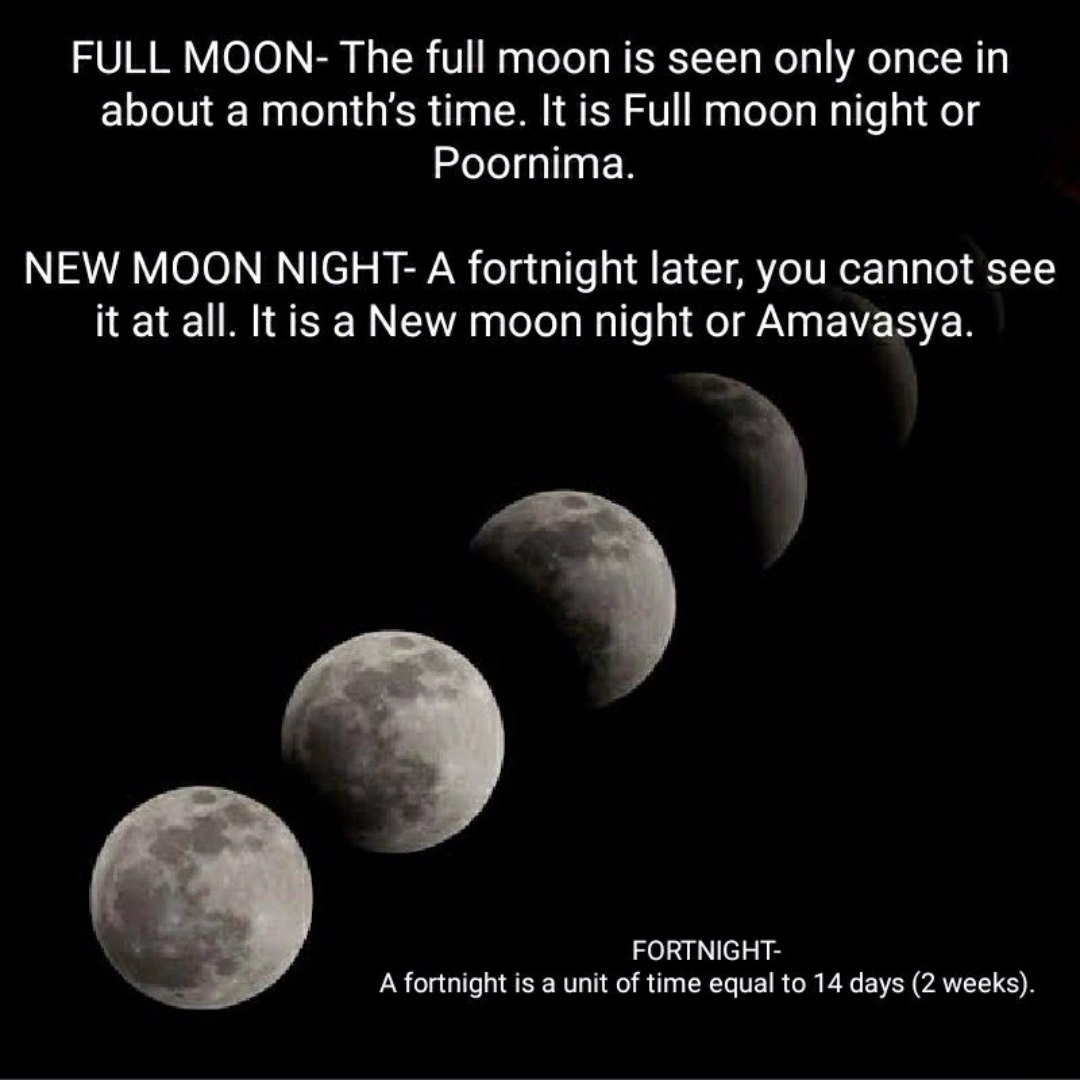 FULL MOON- The full moon is seen only once in
about a month’s time. It is Full moon night or
Poornima.
NEW MOON NIGHT- A fortnight later, you cannot see
it at all. It is a New moon night or Amavasya.
FORTNIGHT-
A fortnight is a unit of time equal to 14 days (2 weeks).